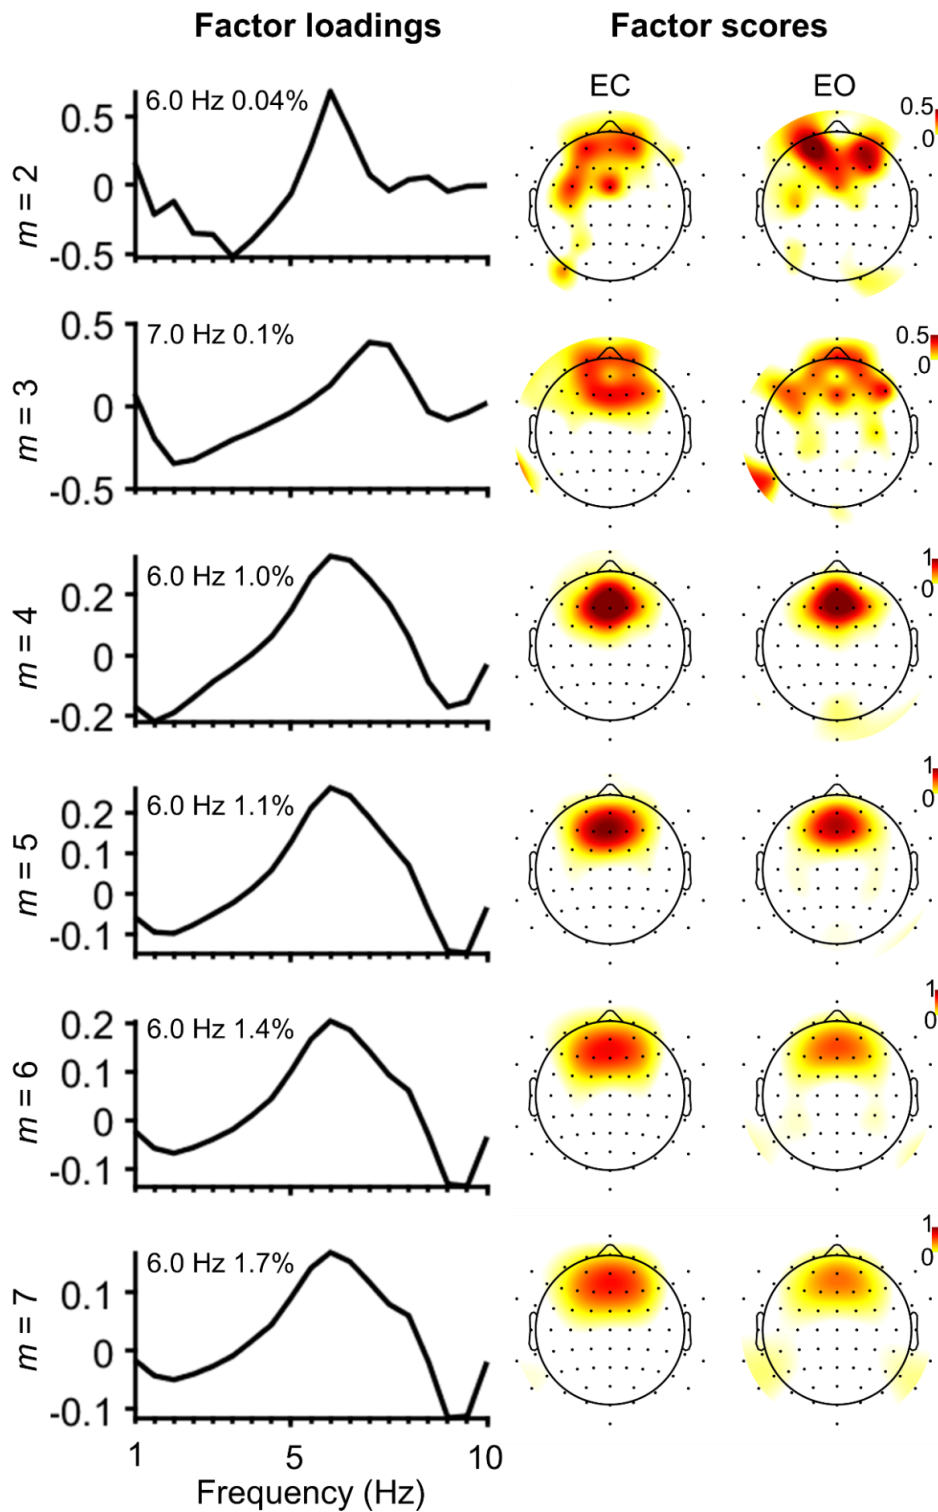 Factor loadings Factor scores
EC EO
m = 2
6.0 Hz 0.04%
0.5
0
-0.5
0.5
0
m = 3
7.0 Hz 0.1%
0.5
0
-0.5
0.5
0
m = 4
6.0 Hz 1.0%
0.2
0
-0.2
1
0
m = 5
6.0 Hz 1.1%
0.2
0.1
0
-0.1
1
0
m = 6
6.0 Hz 1.4%
0.2
0.1
0
-0.1
1
0
m = 7
6.0 Hz 1.7%
0.1
0
-0.1
1
0
1 5 10
Frequency (Hz)